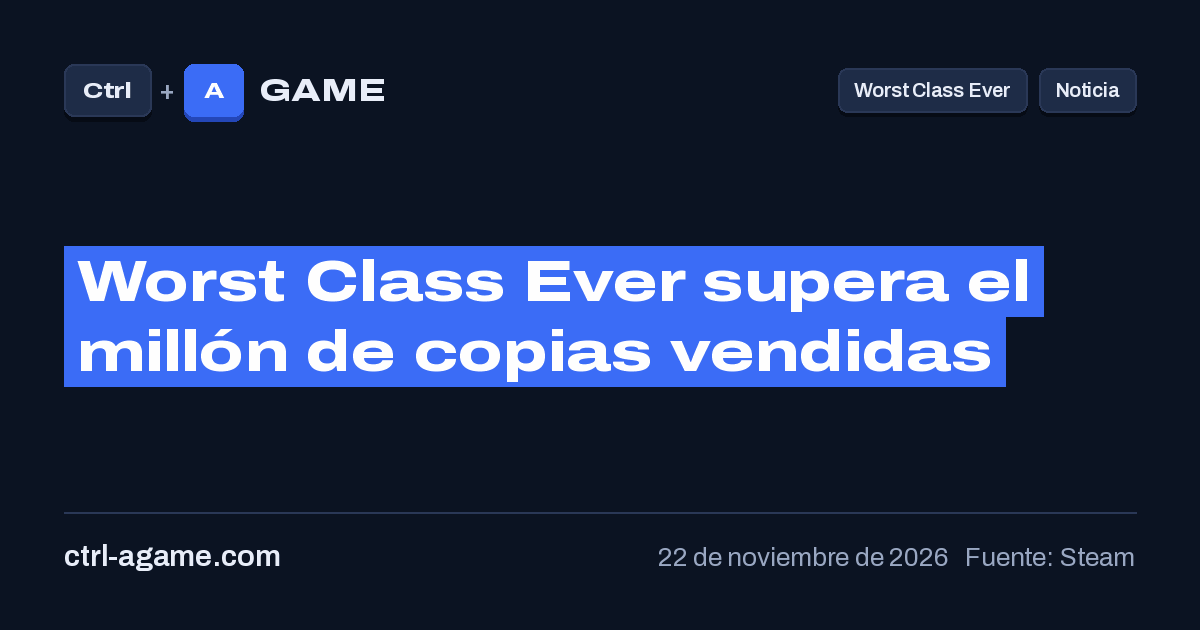 Ctrl + A GAME
Worst Class Ever Noticia
Worst Class Ever supera el
millón de copias vendidas
ctrl-agame.com
22 de noviembre de 2026 Fuente: Steam